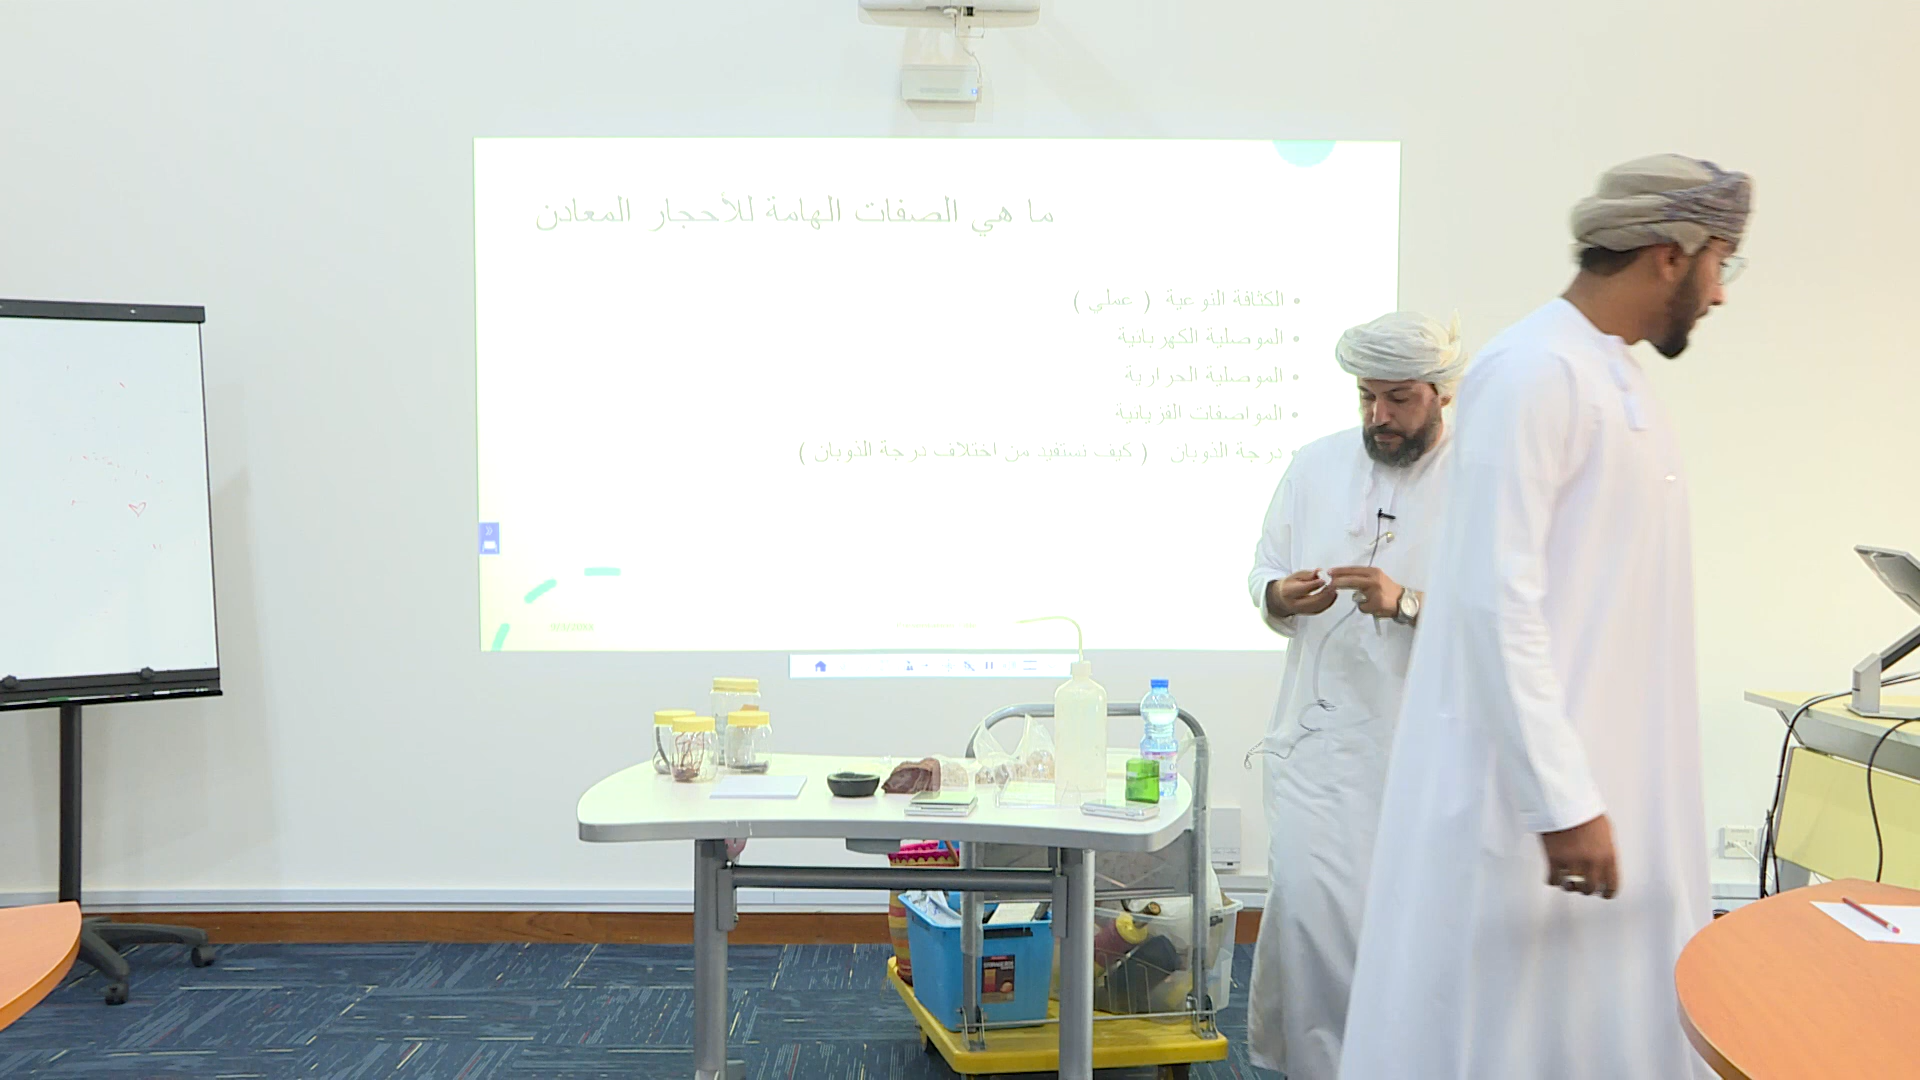 ما هي الصفات الهامة للأحجار المعادن
• الكثافة النوعية ( عملي )
• الموصلية الكهربائية
• الموصلية الحرارية
• المواصفات الفزيائية
• درجة الذوبان ( كيف نستفيد من اختلاف درجة الذوبان )